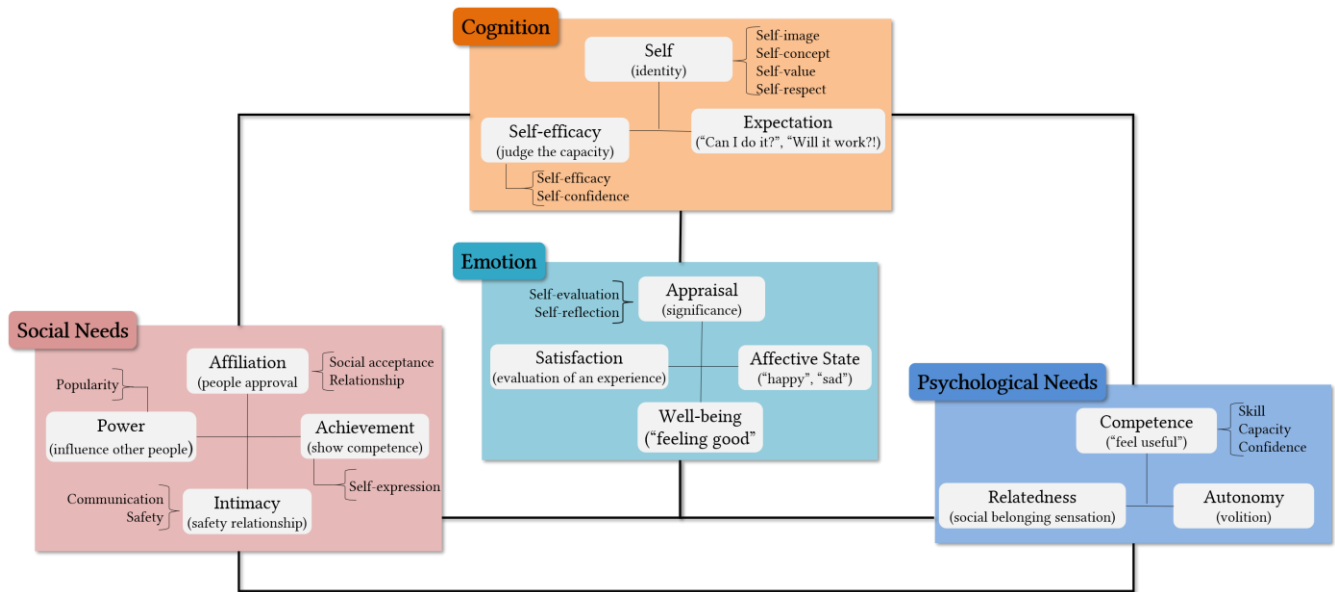 Cognition
Self
(identity)
Self-image
Self-concept
Self-value
Self-respect
Self-efficacy
(judge the capacity)
Expectation
(“Can I do it?”, “Will it work?!)
Self-efficacy
Self-confidence
Emotion
Self-evaluation
Self-reflection
Appraisal
(significance)
Satisfaction
(evaluation of an experience)
Affective State
(“happy”, “sad”)
Well-being
(“feeling good”
Social Needs
Affiliation
(people approval
Social acceptance
Relationship
Popularity
Power
(influence other people)
Achievement
(show competence)
Self-expression
Communication
Safety
Intimacy
(safety relationship)
Psychological Needs
Competence
(“feel useful”)
Skill
Capacity
Confidence
Relatedness
(social belonging sensation)
Autonomy
(volition)